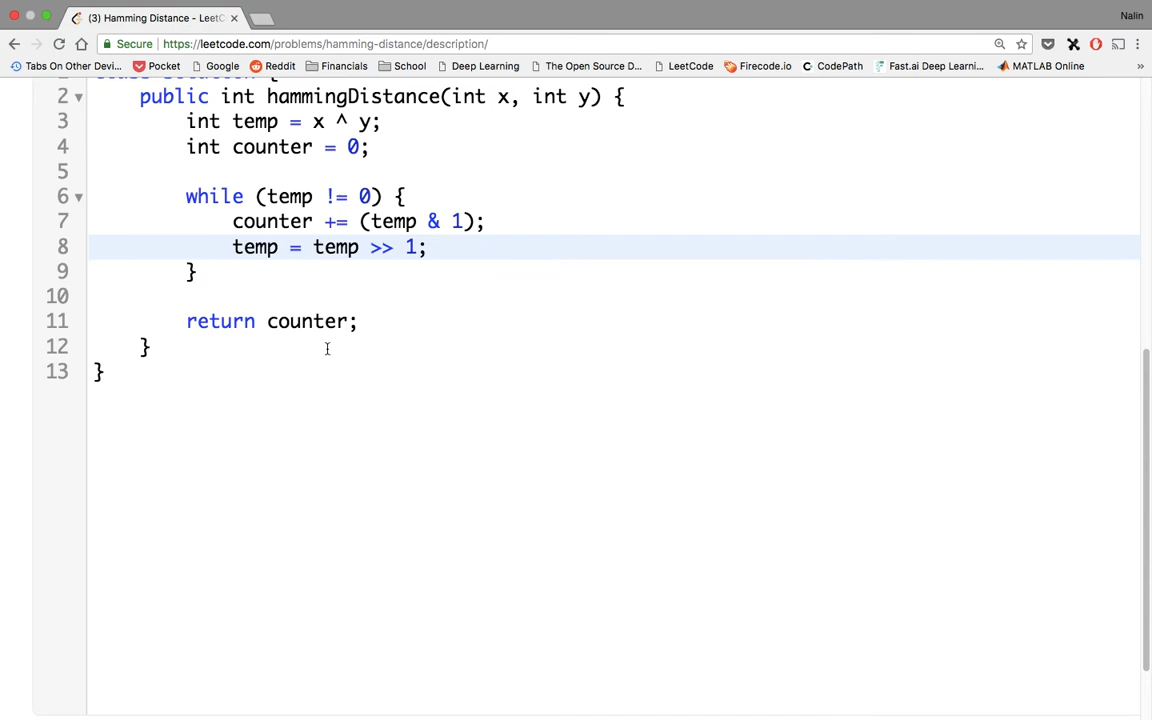 (3) Hamming Distance - LeetC
Nalin
Secure | https://leetcode.com/problems/hamming-distance/description/
Tabs On Other Devi... Pocket Google Reddit Financials School Deep Learning The Open Source D... LeetCode Firecode.io CodePath Fast.ai Deep Learni... MATLAB Online »
2 public int hammingDistance(int x, int y) {
3 int temp = x ^ y;
4 int counter = 0;
5
6 while (temp != 0) {
7 counter += (temp & 1);
8 temp = temp >> 1;
9 }
10
11 return counter;
12 }
13 }